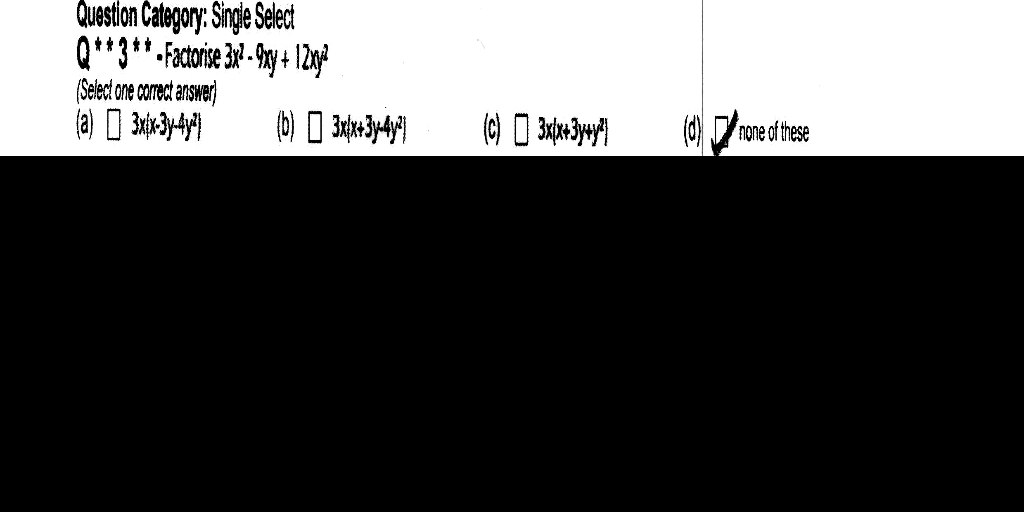 Question Category: Single Select
Q**3** - Factorise 3x² - 9xy + 12xy²
(Select one correct answer)
(a) □ 3x(x-3y-4y²) (b) □ 3x(x+3y-4y²) (c) □ 3x(x+3y+y²) (d) ☑ none of these